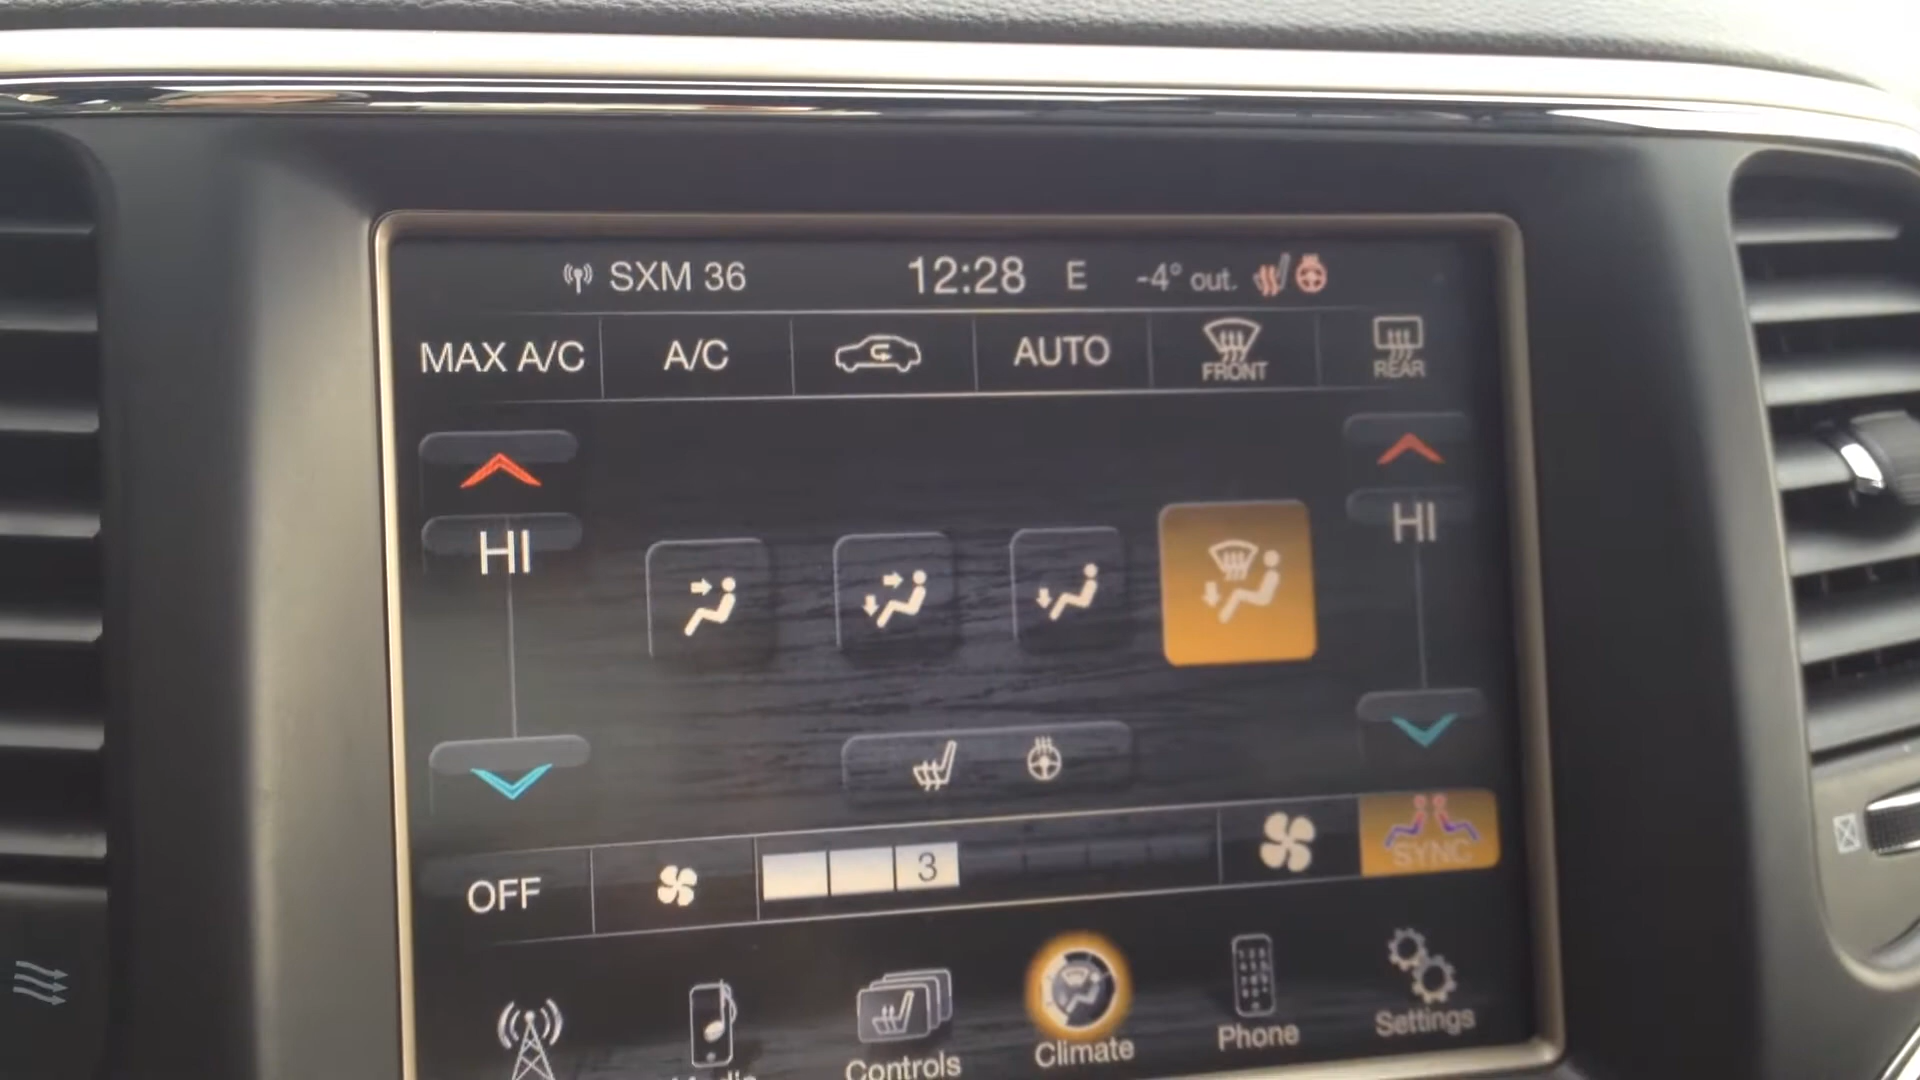 SXM 36 12:28 E -4° out.
MAX A/C A/C AUTO FRONT REAR
HI HI
OFF 3 SYNC
Controls Climate Phone Settings